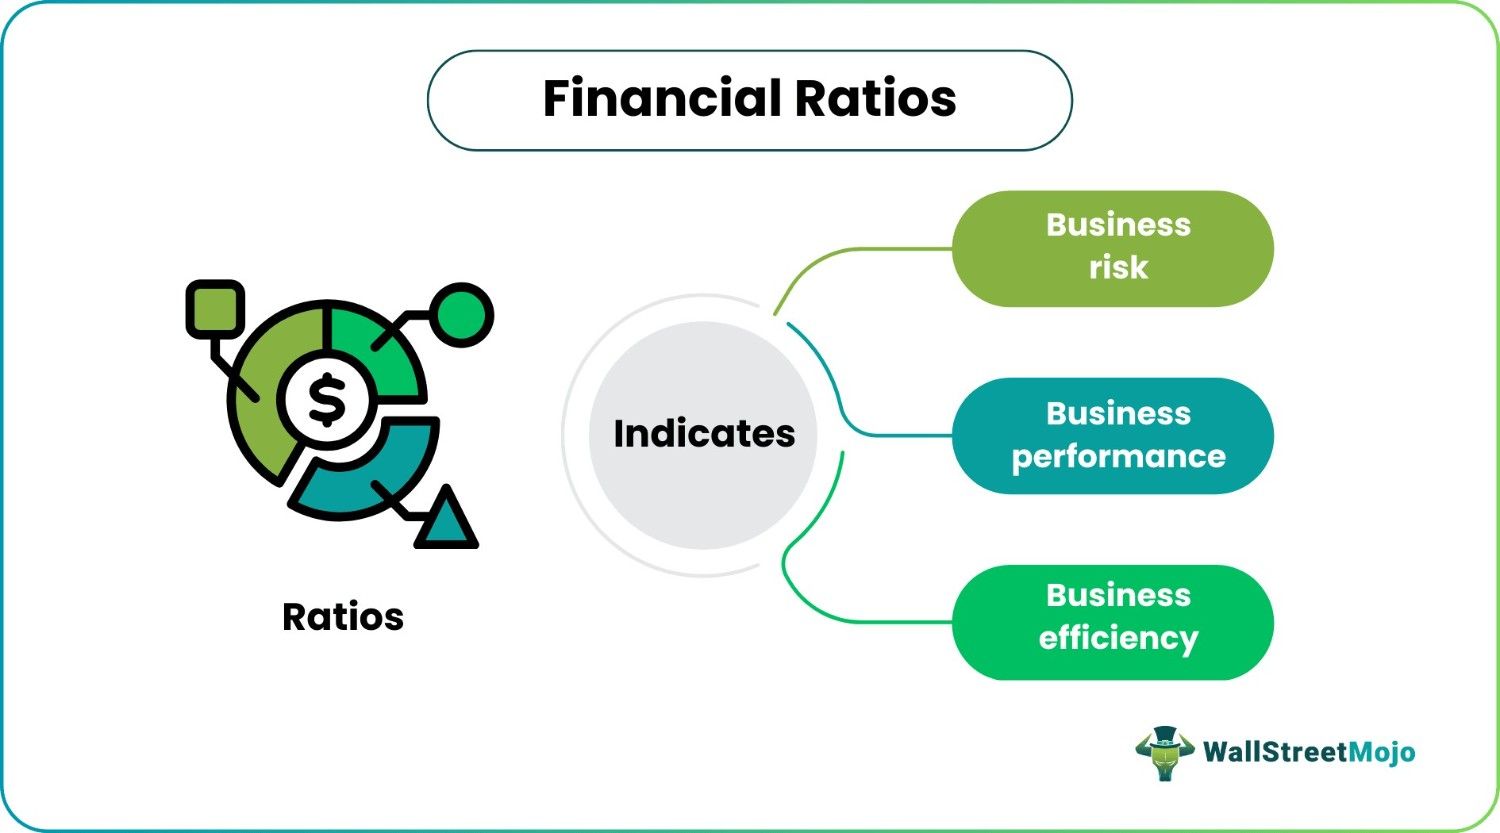 Financial Ratios
Business
risk
$
Indicates
Business
performance
Ratios
Business
efficiency
WallStreetMojo